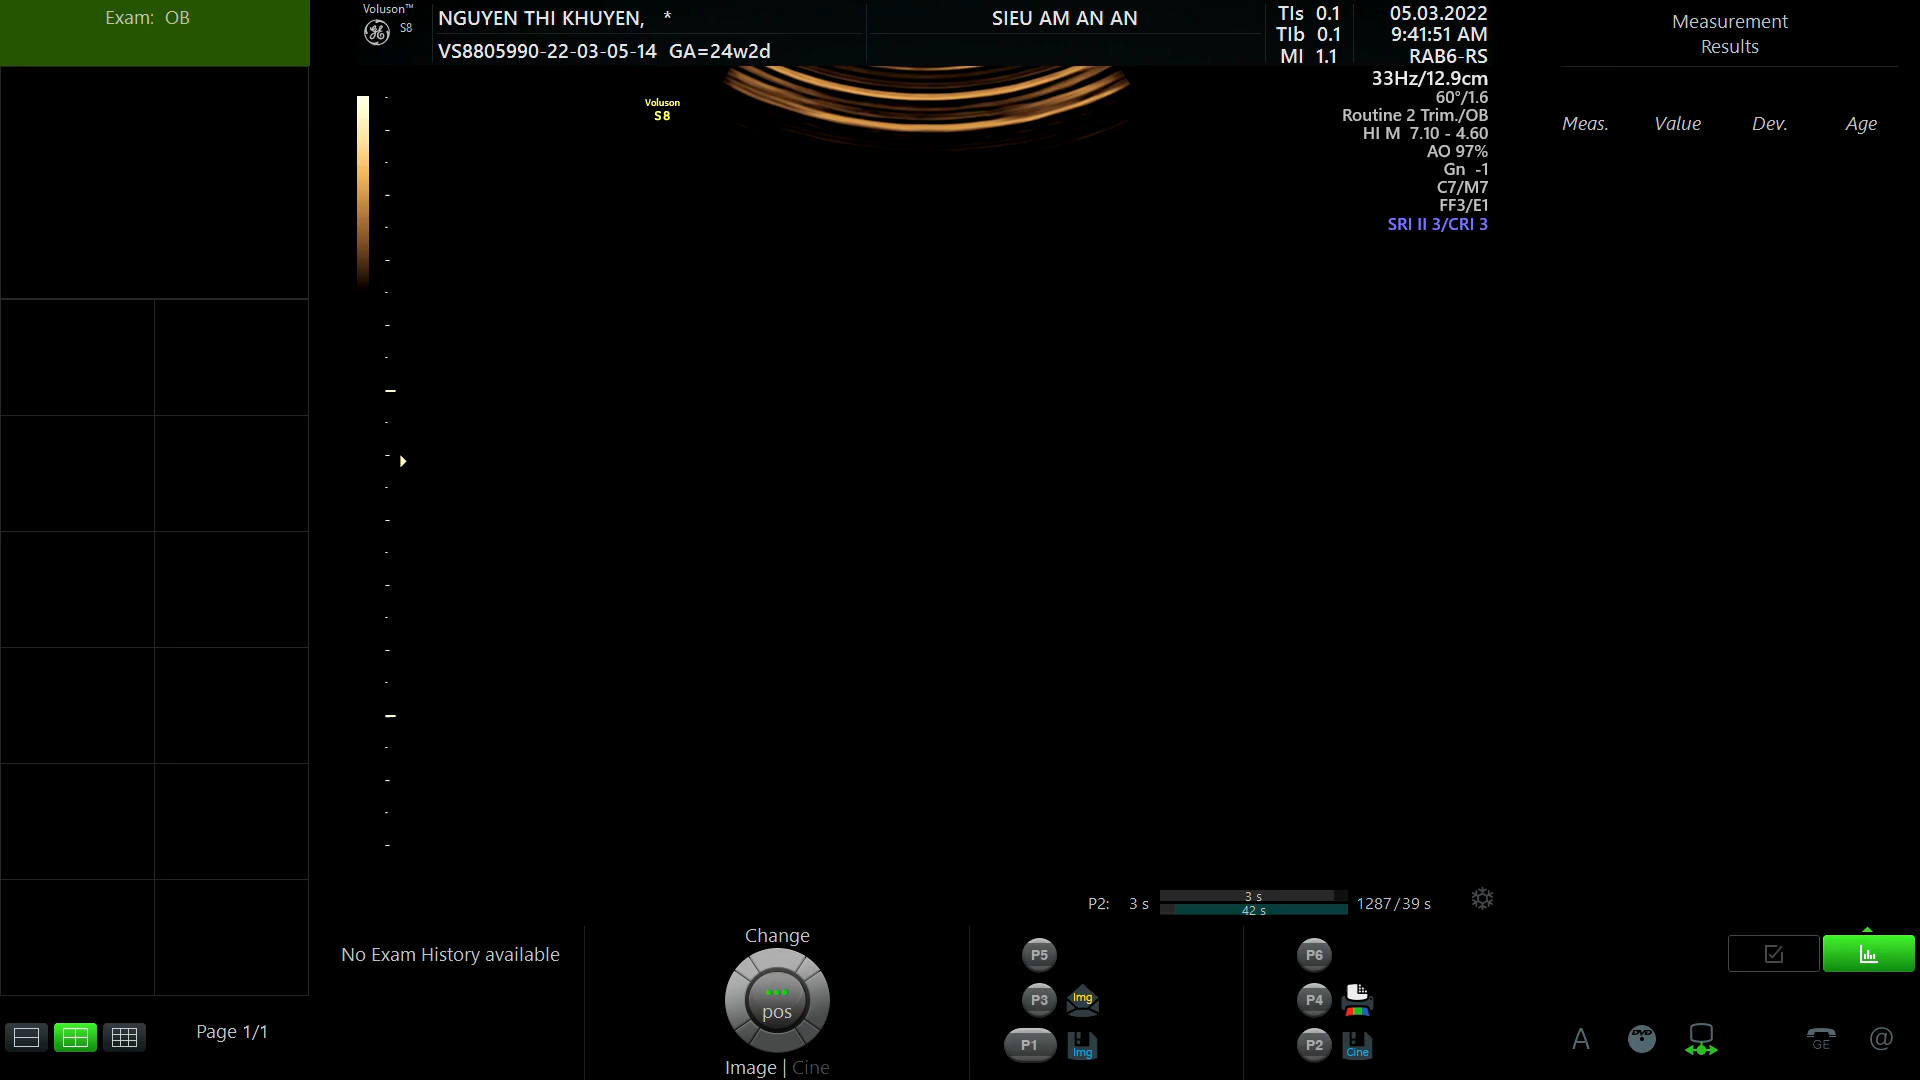 Exam: OB
Voluson™
S8
NGUYEN THI KHUYEN, *
VS8805990-22-03-05-14 GA=24w2d
SIEU AM AN AN
TIs 0.1
TIb 0.1
MI 1.1
05.03.2022
9:41:51 AM
RAB6-RS
Measurement
Results
Meas. Value Dev. Age
Voluson
S8
33Hz/12.9cm
60°/1.6
Routine 2 Trim./OB
HI M 7.10 - 4.60
AO 97%
Gn -1
C7/M7
FF3/E1
SRI II 3/CRI 3
P2: 3 s
3 s
42 s
1287/39 s
No Exam History available
Change
pos
Image | Cine
P5
P3 Img
P1 Img
P6
P4
P2 Cine
Page 1/1
A
DVD
GE
@